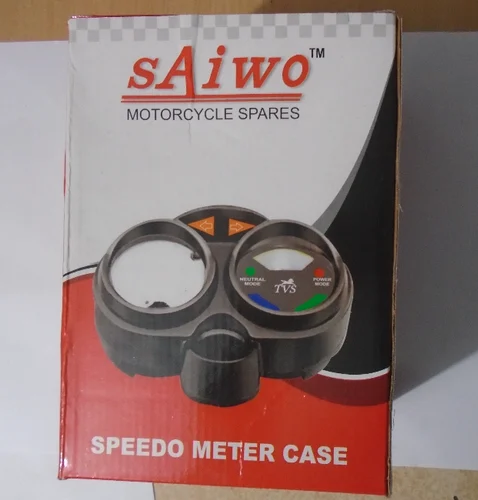 sAiwo™
MOTORCYCLE SPARES
NEUTRAL
MODE
POWER
MODE
TVS
SPEEDO METER CASE